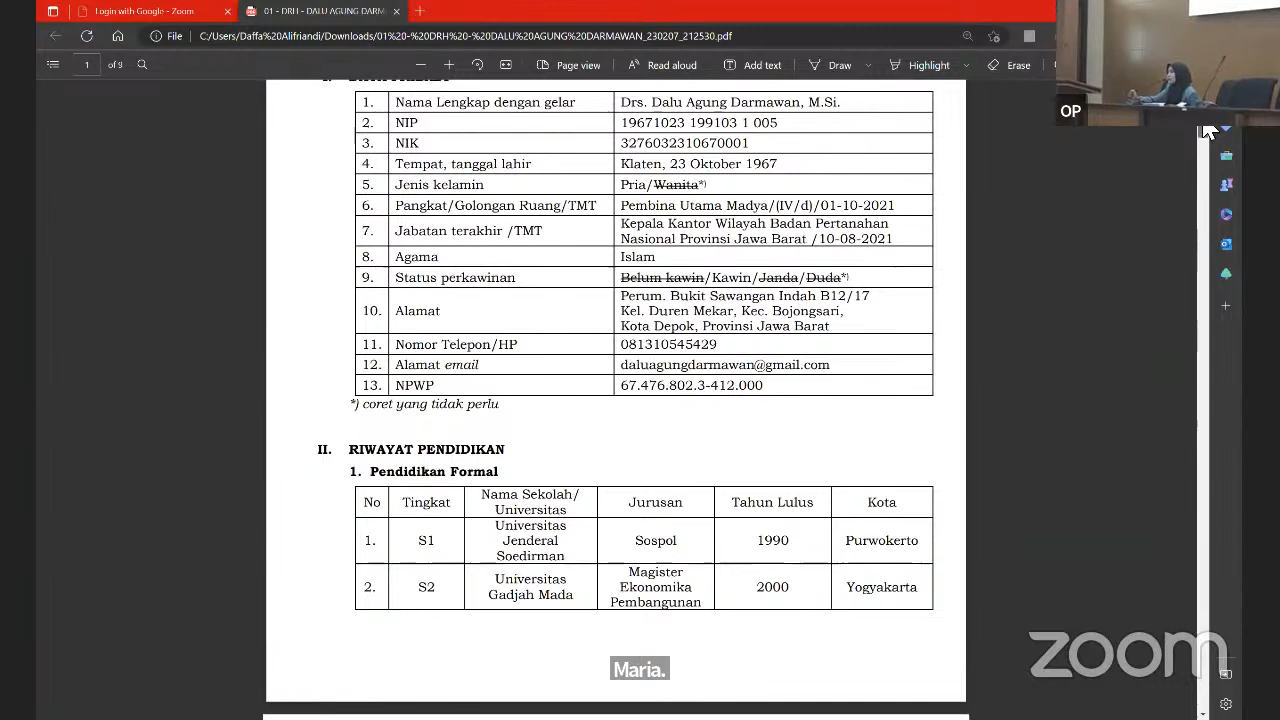 Login with Google - Zoom
01 - DRH - DALU AGUNG DARM
File
C:/Users/Daffa%20Alifriandi/Downloads/01%20-%20DRH%20-%20DALU%20AGUNG%20DARMAWAN_230207_212530.pdf
1 of 9
Page view
Read aloud
Add text
Draw
Highlight
Erase
OP
1. Nama Lengkap dengan gelar Drs. Dalu Agung Darmawan, M.Si.
2. NIP 19671023 199103 1 005
3. NIK 3276032310670001
4. Tempat, tanggal lahir Klaten, 23 Oktober 1967
5. Jenis kelamin Pria/Wanita*)
6. Pangkat/Golongan Ruang/TMT Pembina Utama Madya/(IV/d)/01-10-2021
7. Jabatan terakhir /TMT Kepala Kantor Wilayah Badan Pertanahan
Nasional Provinsi Jawa Barat /10-08-2021
8. Agama Islam
9. Status perkawinan Belum kawin/Kawin/Janda/Duda*)
10. Alamat Perum. Bukit Sawangan Indah B12/17
Kel. Duren Mekar, Kec. Bojongsari,
Kota Depok, Provinsi Jawa Barat
11. Nomor Telepon/HP 081310545429
12. Alamat email daluagungdarmawan@gmail.com
13. NPWP 67.476.802.3-412.000
*) coret yang tidak perlu
II. RIWAYAT PENDIDIKAN
1. Pendidikan Formal
No Tingkat Nama Sekolah/ Universitas Jurusan Tahun Lulus Kota
1. S1 Universitas Jenderal Soedirman Sospol 1990 Purwokerto
2. S2 Universitas Gadjah Mada Magister Ekonomika Pembangunan 2000 Yogyakarta
Maria.
zoom